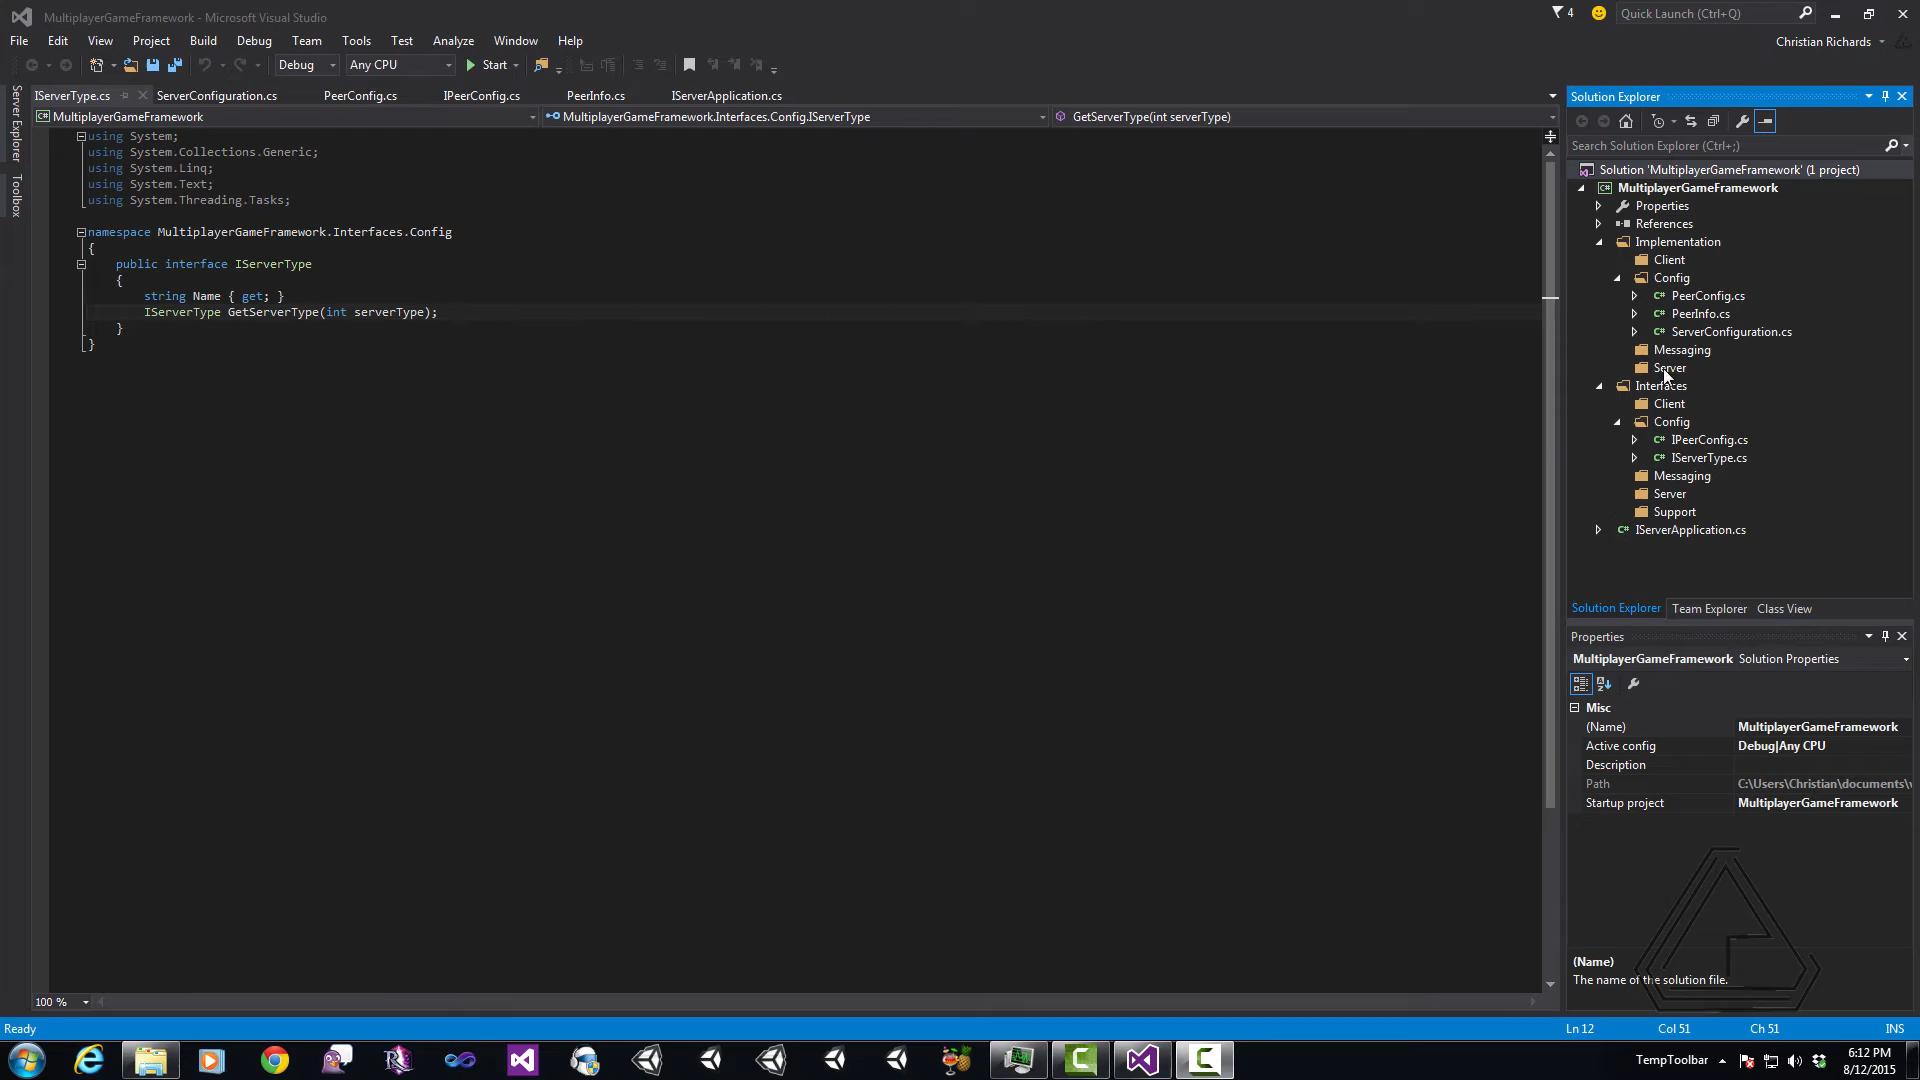 MultiplayerGameFramework - Microsoft Visual Studio
4
Quick Launch (Ctrl+Q)
File Edit View Project Build Debug Team Tools Test Analyze Window Help
Christian Richards
Debug Any CPU Start
IServerType.cs ServerConfiguration.cs PeerConfig.cs IPeerConfig.cs PeerInfo.cs IServerApplication.cs
MultiplayerGameFramework MultiplayerGameFramework.Interfaces.Config.IServerType GetServerType(int serverType)
Server Explorer
Toolbox
using System;
using System.Collections.Generic;
using System.Linq;
using System.Text;
using System.Threading.Tasks;
namespace MultiplayerGameFramework.Interfaces.Config
{
public interface IServerType
{
string Name { get; }
IServerType GetServerType(int serverType);
}
}
100 %
Solution Explorer
Search Solution Explorer (Ctrl+;)
Solution 'MultiplayerGameFramework' (1 project)
MultiplayerGameFramework
Properties
References
Implementation
Client
Config
PeerConfig.cs
PeerInfo.cs
ServerConfiguration.cs
Messaging
Server
Interfaces
Client
Config
IPeerConfig.cs
IServerType.cs
Messaging
Server
Support
IServerApplication.cs
Solution Explorer Team Explorer Class View
Properties
MultiplayerGameFramework Solution Properties
Misc
(Name) MultiplayerGameFramework
Active config Debug|Any CPU
Description
Path C:\Users\Christian\documents\
Startup project MultiplayerGameFramework
(Name)
The name of the solution file.
Ready Ln 12 Col 51 Ch 51 INS
TempToolbar
6:12 PM
8/12/2015